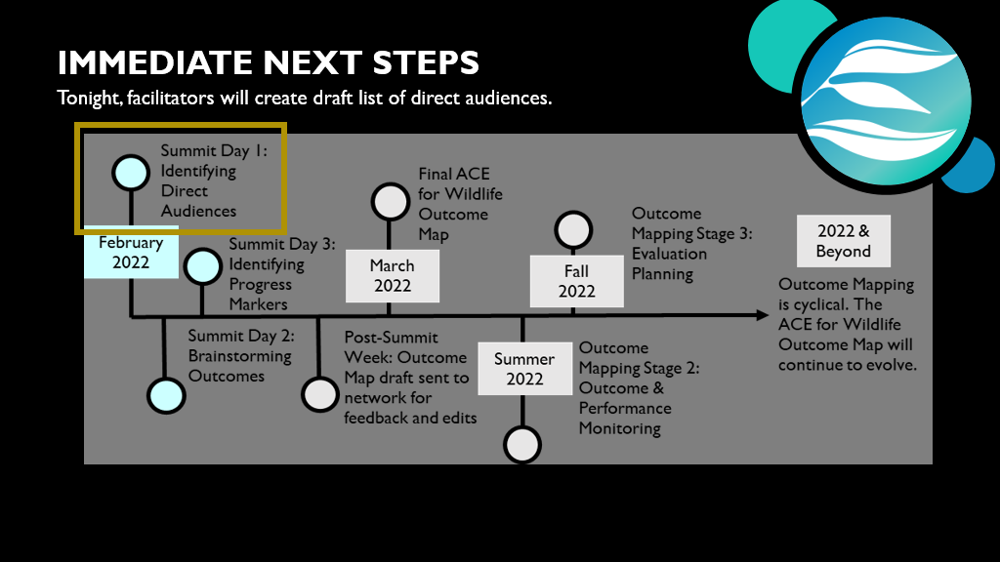 IMMEDIATE NEXT STEPS
Tonight, facilitators will create draft list of direct audiences.
Summit Day 1:
Identifying
Direct
Audiences
February
2022
Summit Day 3:
Identifying
Progress
Markers
Summit Day 2:
Brainstorming
Outcomes
Final ACE
for Wildlife
Outcome
Map
March
2022
Post-Summit
Week: Outcome
Map draft sent to
network for
feedback and edits
Outcome
Mapping Stage 3:
Evaluation
Planning
Fall
2022
Summer
2022
Outcome
Mapping Stage 2:
Outcome &
Performance
Monitoring
2022 &
Beyond
Outcome Mapping
is cyclical. The
ACE for Wildlife
Outcome Map will
continue to evolve.